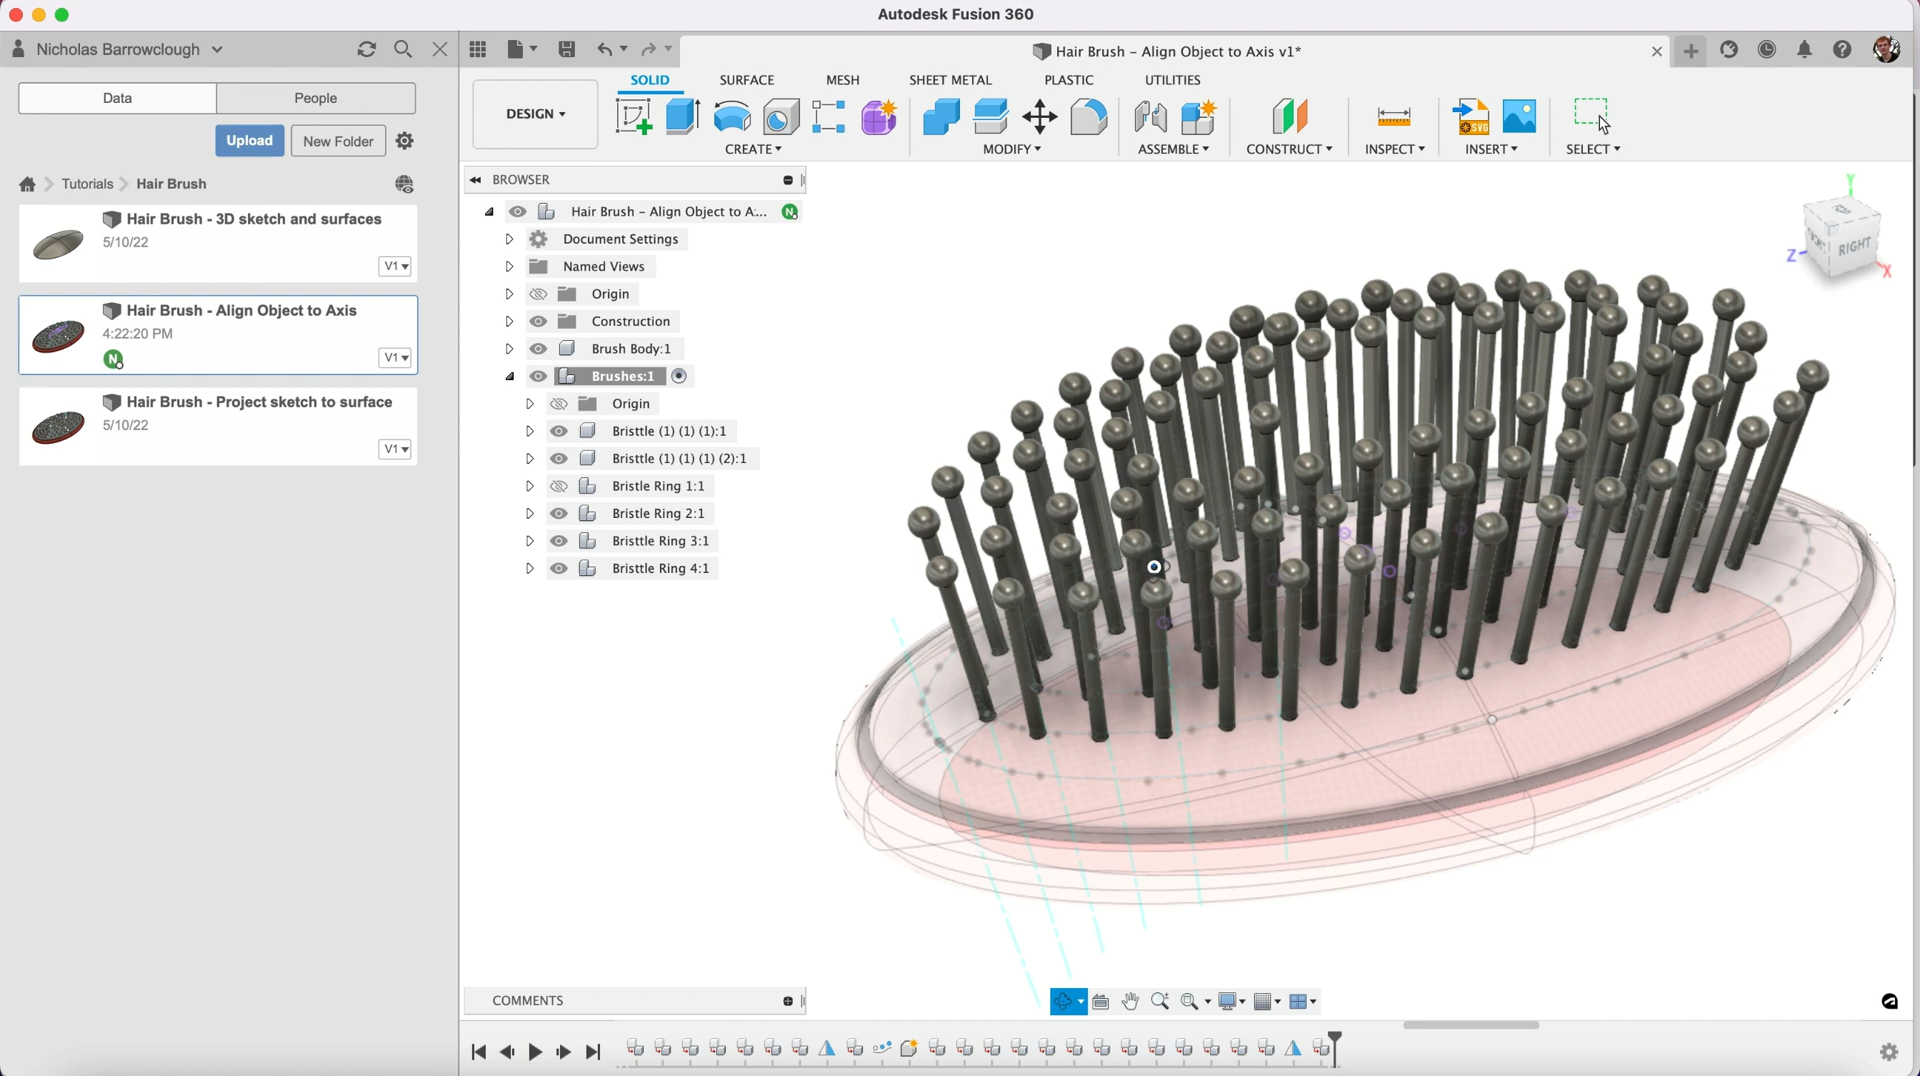 Autodesk Fusion 360
Nicholas Barrowclough
Hair Brush – Align Object to Axis v1*
Data
People
Upload
New Folder
Tutorials
Hair Brush
Hair Brush - 3D sketch and surfaces
5/10/22
V1
Hair Brush - Align Object to Axis
4:22:20 PM
N
V1
Hair Brush - Project sketch to surface
5/10/22
V1
DESIGN
SOLID
SURFACE
MESH
SHEET METAL
PLASTIC
UTILITIES
SVG
CREATE
MODIFY
ASSEMBLE
CONSTRUCT
INSPECT
INSERT
SELECT
BROWSER
Hair Brush – Align Object to A...
N
Document Settings
Named Views
Origin
Construction
Brush Body:1
Brushes:1
Origin
Bristtle (1) (1) (1):1
Bristtle (1) (1) (1) (2):1
Bristle Ring 1:1
Bristle Ring 2:1
Bristtle Ring 3:1
Bristtle Ring 4:1
Y
Z
X
RIGHT
COMMENTS